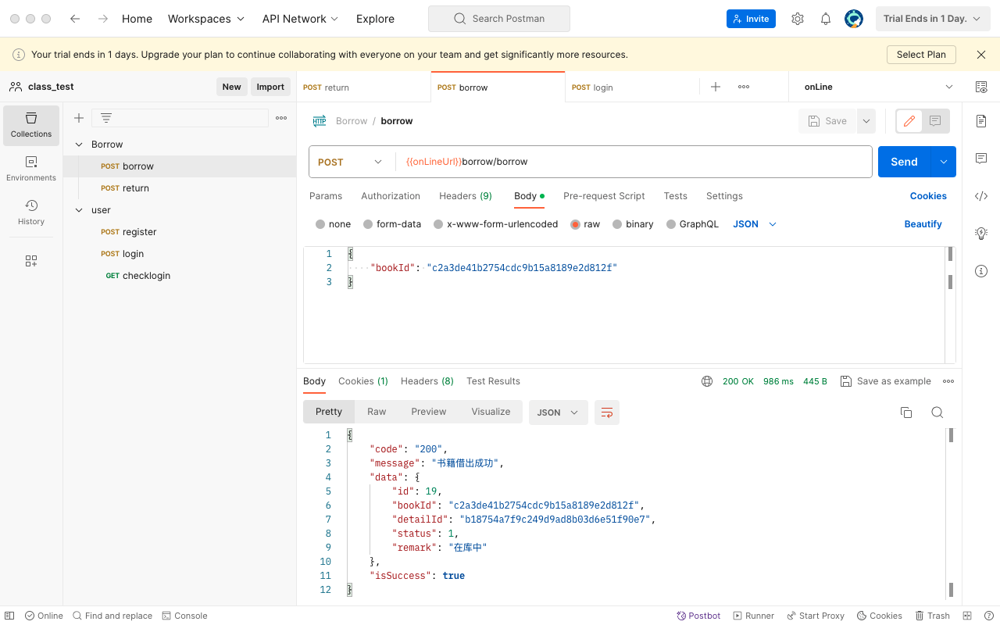 Home
Workspaces
API Network
Explore
Search Postman
Invite
Trial Ends in 1 Day.
Your trial ends in 1 days. Upgrade your plan to continue collaborating with everyone on your team and get significantly more resources.
Select Plan
class_test
New
Import
POST return
POST borrow
POST login
onLine
Collections
Environments
History
Borrow
POST borrow
POST return
user
POST register
POST login
GET checklogin
HTTP
Borrow / borrow
Save
POST
{{onLineUrl}}borrow/borrow
Send
Params
Authorization
Headers (9)
Body
Pre-request Script
Tests
Settings
Cookies
none
form-data
x-www-form-urlencoded
raw
binary
GraphQL
JSON
Beautify
1 {
2 "bookId": "c2a3de41b2754cdc9b15a8189e2d812f"
3 }
Body
Cookies (1)
Headers (8)
Test Results
200 OK
986 ms
445 B
Save as example
Pretty
Raw
Preview
Visualize
JSON
1 {
2 "code": "200",
3 "message": "书籍借出成功",
4 "data": {
5 "id": 19,
6 "bookId": "c2a3de41b2754cdc9b15a8189e2d812f",
7 "detailId": "b18754a7f9c249d9ad8b03d6e51f90e7",
8 "status": 1,
9 "remark": "在库中"
10 },
11 "isSuccess": true
12 }
Online
Find and replace
Console
Postbot
Runner
Start Proxy
Cookies
Trash